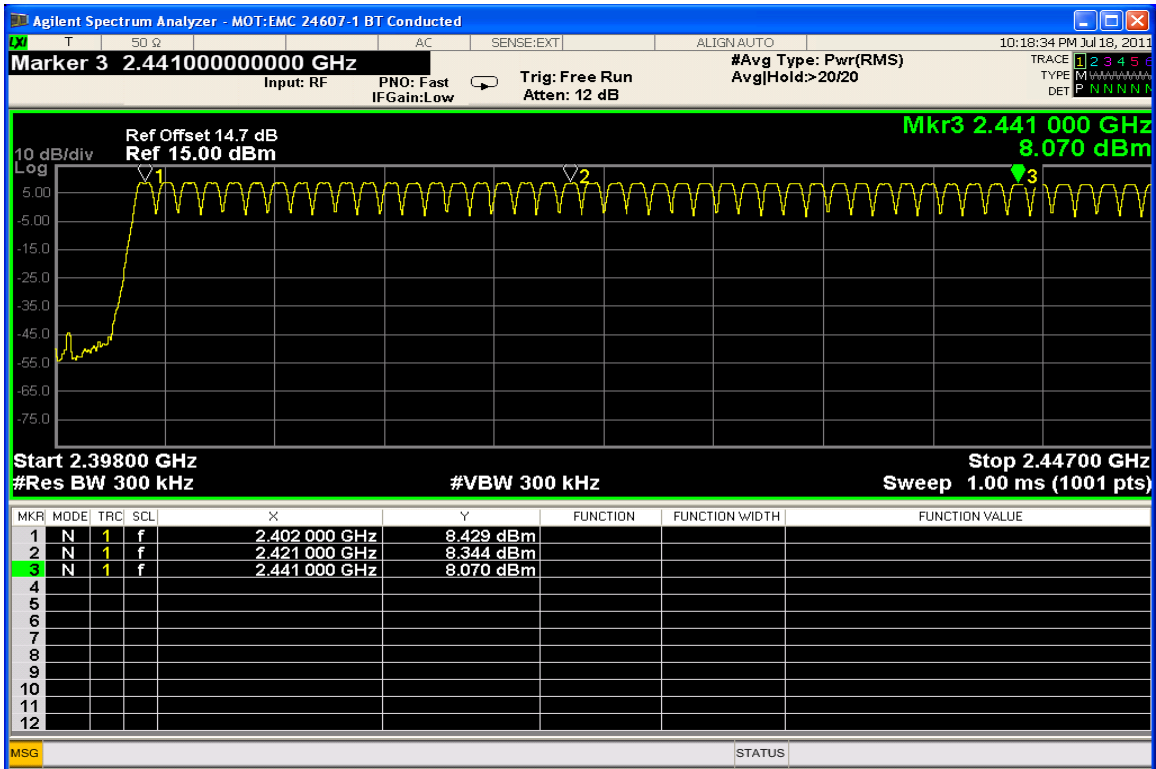 Agilent Spectrum Analyzer - MOT:EMC 24607-1 BT Conducted
LXI T 50 Ω AC SENSE:EXT ALIGN AUTO 10:18:34 PM Jul 18, 2011
Marker 3 2.441000000000 GHz
Input: RF PNO: Fast IFGain:Low
Trig: Free Run
Atten: 12 dB
#Avg Type: Pwr(RMS)
Avg|Hold:>20/20
TRACE 1 2 3 4 5 6
TYPE M
DET P N N N N N
Mkr3 2.441 000 GHz
8.070 dBm
Ref Offset 14.7 dB
10 dB/div Ref 15.00 dBm
Log
1 2 3
5.00
-5.00
-15.0
-25.0
-35.0
-45.0
-55.0
-65.0
-75.0
Start 2.39800 GHz Stop 2.44700 GHz
#Res BW 300 kHz #VBW 300 kHz Sweep 1.00 ms (1001 pts)
MKR MODE TRC SCL X Y FUNCTION FUNCTION WIDTH FUNCTION VALUE
1 N 1 f 2.402 000 GHz 8.429 dBm
2 N 1 f 2.421 000 GHz 8.344 dBm
3 N 1 f 2.441 000 GHz 8.070 dBm
4
5
6
7
8
9
10
11
12
MSG STATUS